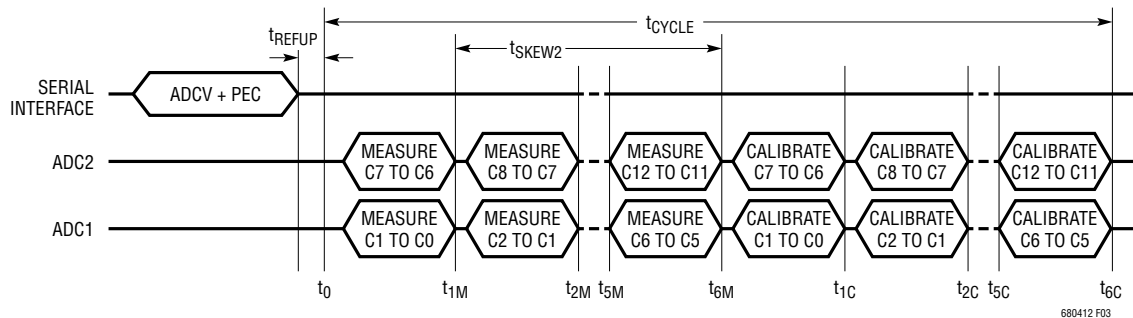 tCYCLE
tREFUP
tSKEW2
SERIAL
INTERFACE
ADCV + PEC
ADC2
MEASURE
C7 TO C6
MEASURE
C8 TO C7
MEASURE
C12 TO C11
CALIBRATE
C7 TO C6
CALIBRATE
C8 TO C7
CALIBRATE
C12 TO C11
ADC1
MEASURE
C1 TO C0
MEASURE
C2 TO C1
MEASURE
C6 TO C5
CALIBRATE
C1 TO C0
CALIBRATE
C2 TO C1
CALIBRATE
C6 TO C5
t0 t1M t2M t5M t6M t1C t2C t5C t6C
680412 F03